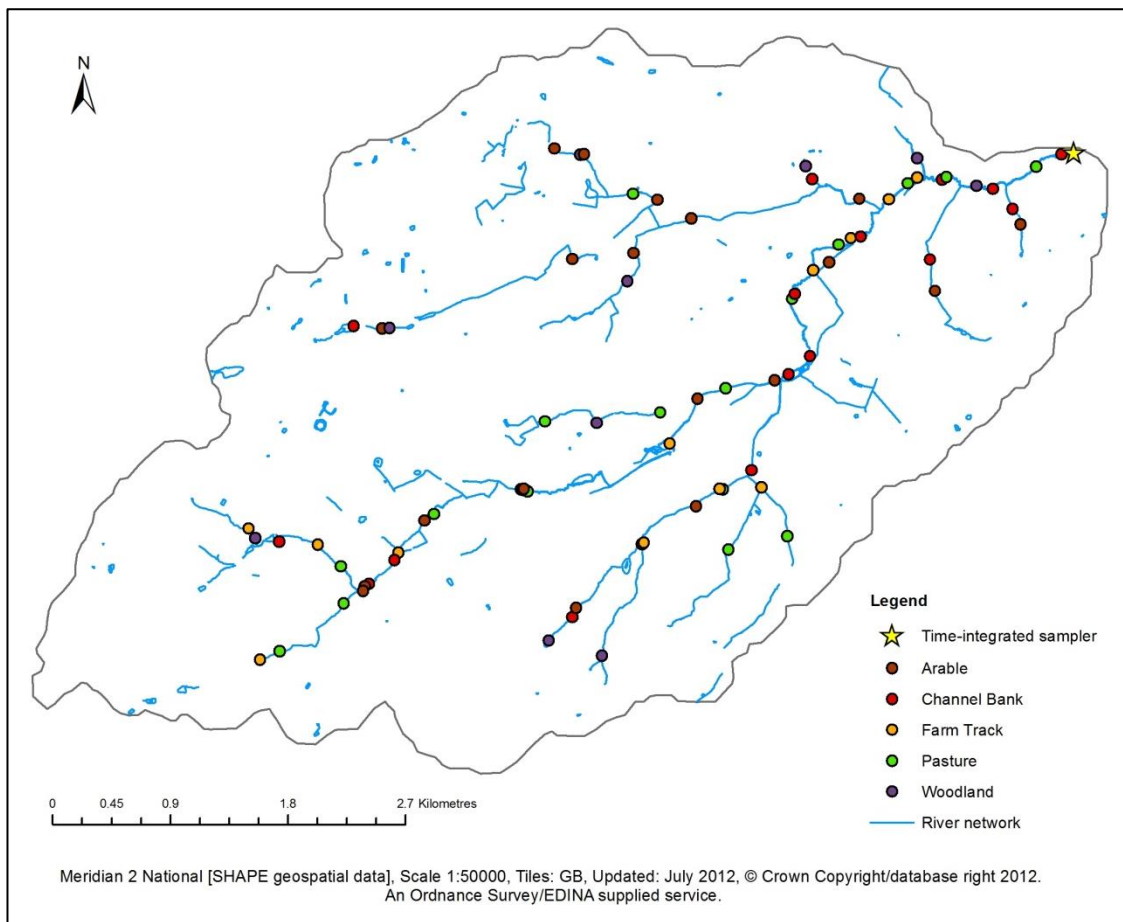 N
Legend
Time-integrated sampler
Arable
Channel Bank
Farm Track
Pasture
Woodland
River network
0 0.45 0.9 1.8 2.7 Kilometres
Meridian 2 National [SHAPE geospatial data], Scale 1:50000, Tiles: GB, Updated: July 2012, © Crown Copyright/database right 2012.
An Ordnance Survey/EDINA supplied service.